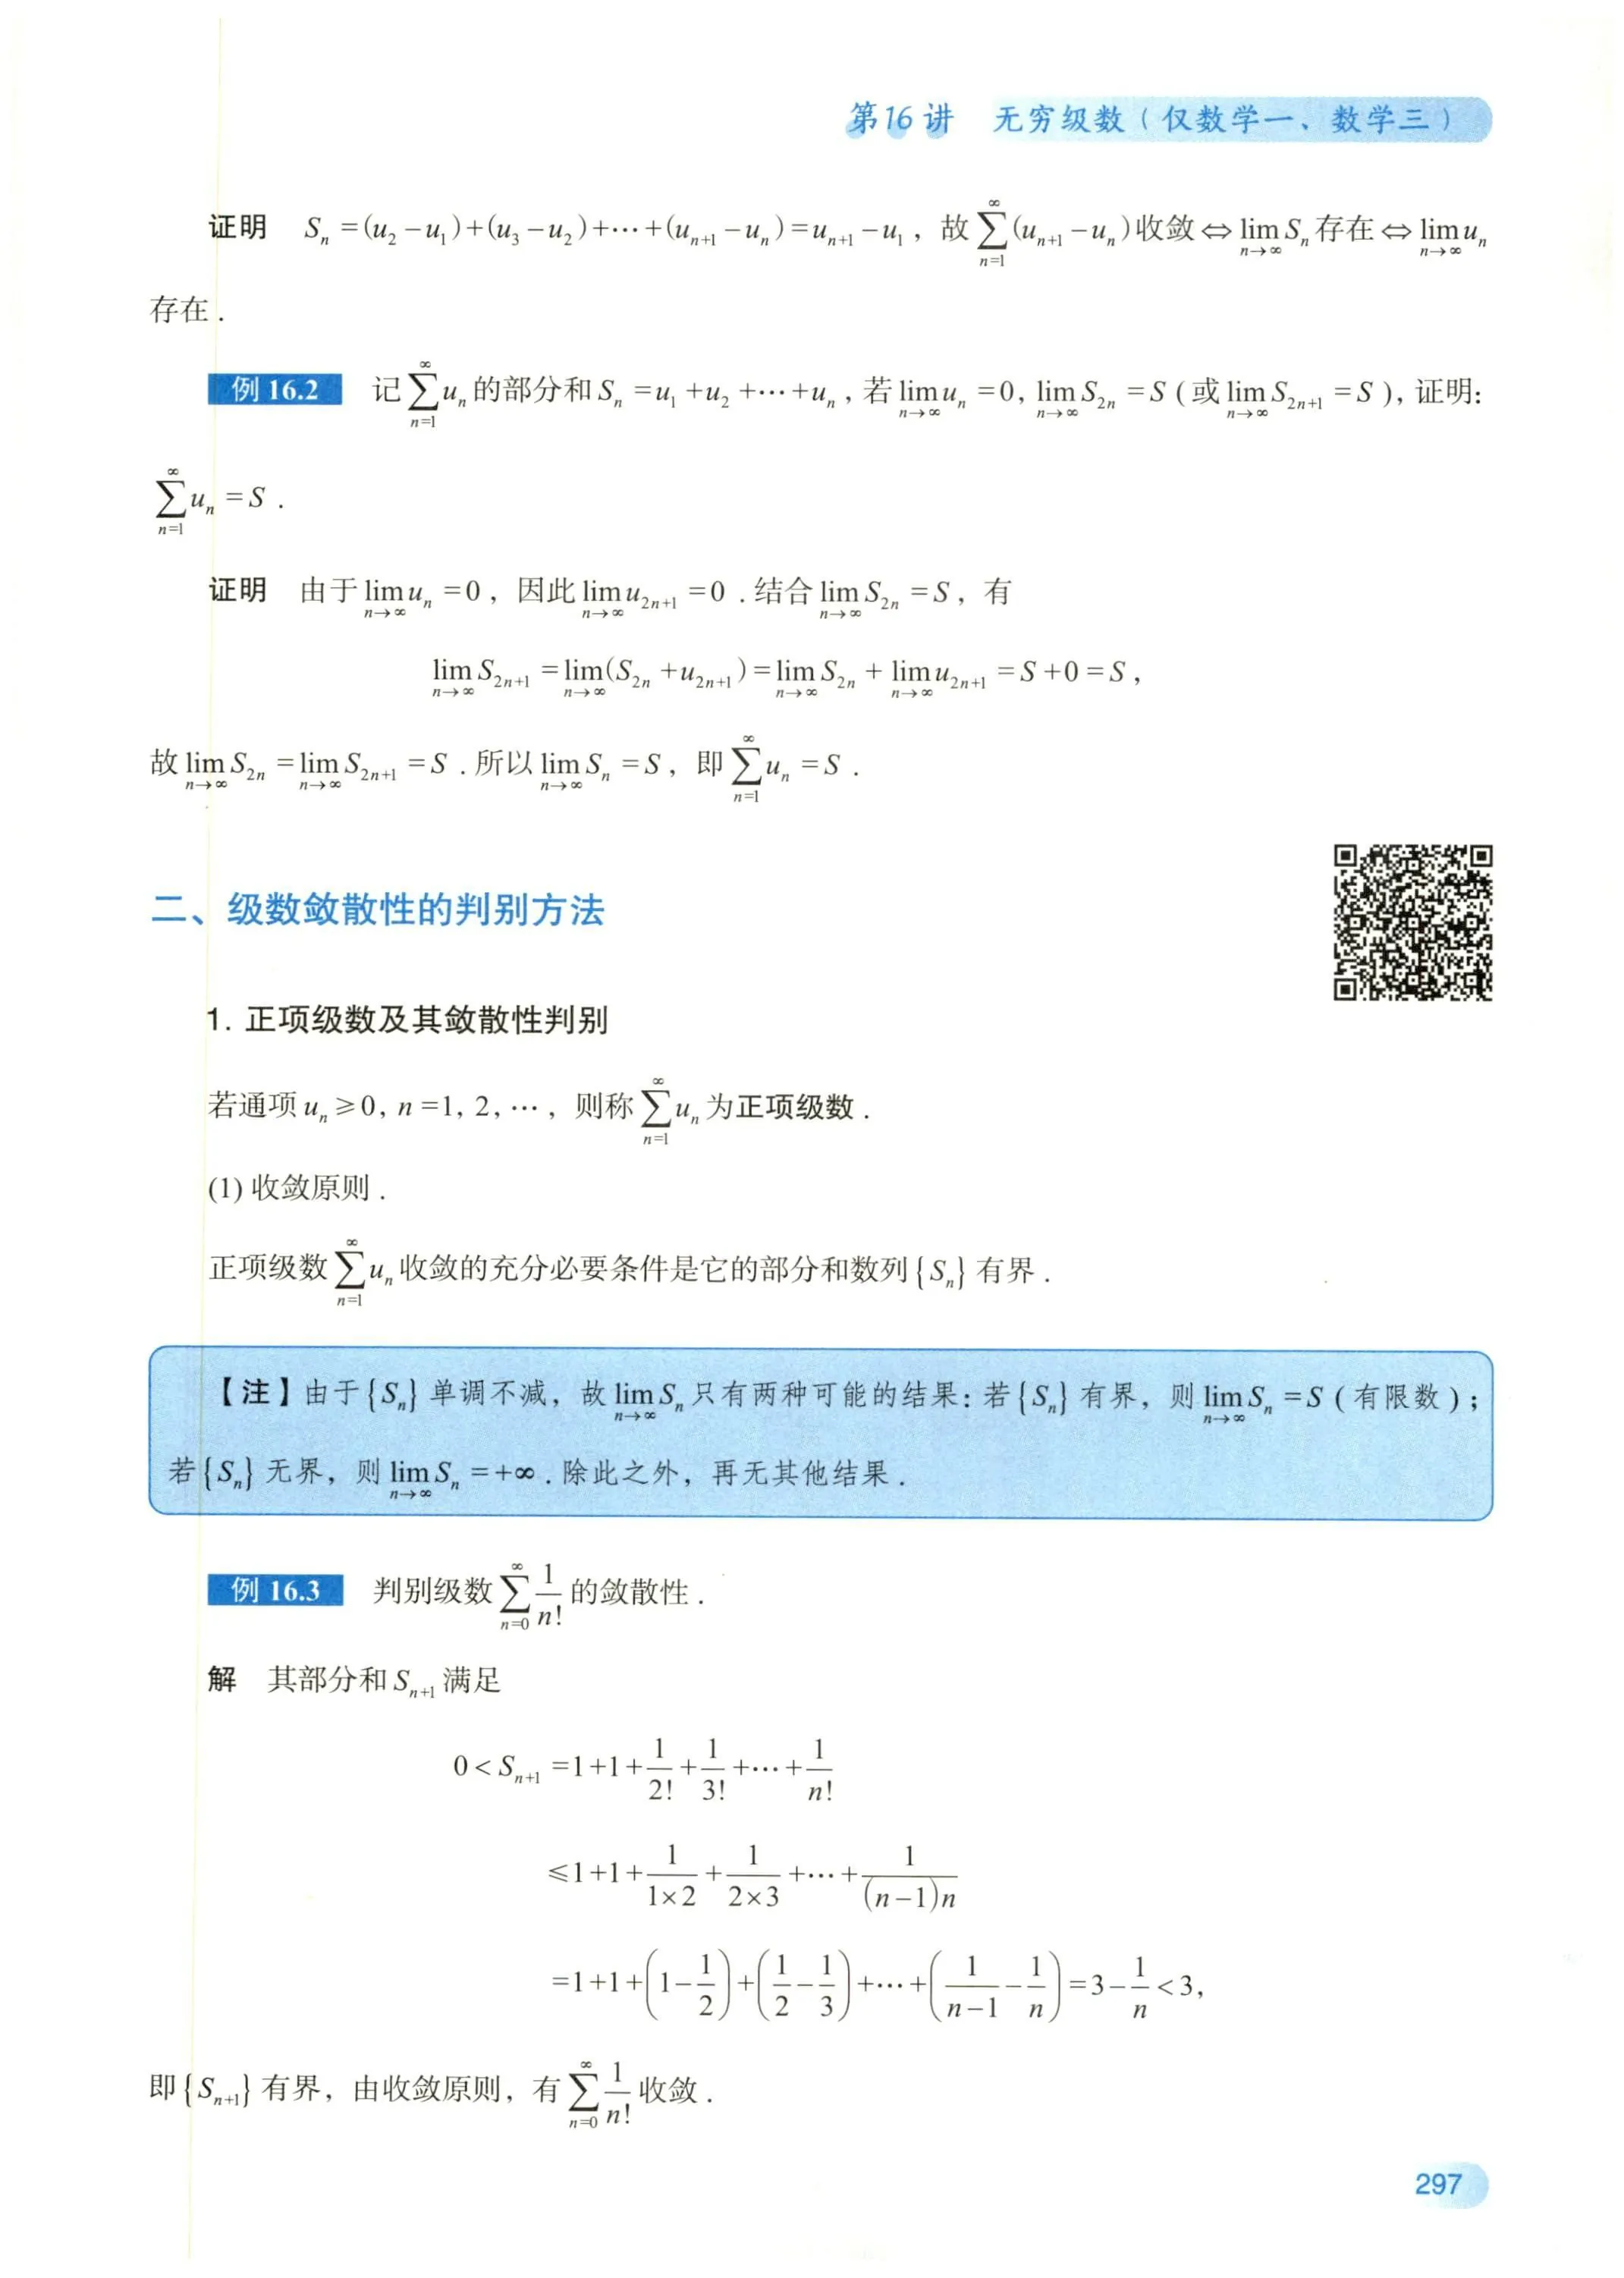 第16讲 无穷级数（仅数学一、数学三）
证明 Sₙ =(u₂−u₁)+(u₃−u₂)+⋯+(uₙ₊₁−uₙ)=uₙ₊₁−u₁，故 $\sum_{n=1}^{\infty}(u_{n+1}-u_n)$ 收敛⇔$\lim_{n\to\infty}S_n$ 存在⇔$\lim_{n\to\infty}u_n$
存在．
例 16.2 记 $\sum_{n=1}^{\infty}u_n$ 的部分和 $S_n=u_1+u_2+\cdots+u_n$，若 $\lim_{n\to\infty}u_n=0$, $\lim_{n\to\infty}S_{2n}=S$（或 $\lim_{n\to\infty}S_{2n+1}=S$），证明：
$\sum_{n=1}^{\infty}u_n=S$．
证明 由于 $\lim_{n\to\infty}u_n=0$，因此 $\lim_{n\to\infty}u_{2n+1}=0$．结合 $\lim_{n\to\infty}S_{2n}=S$，有
$\lim_{n\to\infty}S_{2n+1}=\lim_{n\to\infty}(S_{2n}+u_{2n+1})=\lim_{n\to\infty}S_{2n}+\lim_{n\to\infty}u_{2n+1}=S+0=S$，
故 $\lim_{n\to\infty}S_{2n}=\lim_{n\to\infty}S_{2n+1}=S$．所以 $\lim_{n\to\infty}S_n=S$，即 $\sum_{n=1}^{\infty}u_n=S$．
二、级数敛散性的判别方法
1. 正项级数及其敛散性判别
若通项 $u_n\geqslant 0, n=1, 2, \cdots$，则称 $\sum_{n=1}^{\infty}u_n$ 为正项级数．
(1) 收敛原则．
正项级数 $\sum_{n=1}^{\infty}u_n$ 收敛的充分必要条件是它的部分和数列 $\{S_n\}$ 有界．
【注】由于 $\{S_n\}$ 单调不减，故 $\lim_{n\to\infty}S_n$ 只有两种可能的结果：若 $\{S_n\}$ 有界，则 $\lim_{n\to\infty}S_n=S$（有限数）；
若 $\{S_n\}$ 无界，则 $\lim_{n\to\infty}S_n=+\infty$．除此之外，再无其他结果．
例 16.3 判别级数 $\sum_{n=0}^{\infty}\frac{1}{n!}$ 的敛散性．
解 其部分和 $S_{n+1}$ 满足
$0<S_{n+1}=1+1+\frac{1}{2!}+\frac{1}{3!}+\cdots+\frac{1}{n!}$
$\leqslant 1+1+\frac{1}{1\times 2}+\frac{1}{2\times 3}+\cdots+\frac{1}{(n-1)n}$
$=1+1+\left(1-\frac{1}{2}\right)+\left(\frac{1}{2}-\frac{1}{3}\right)+\cdots+\left(\frac{1}{n-1}-\frac{1}{n}\right)=3-\frac{1}{n}<3$,
即 $\{S_{n+1}\}$ 有界，由收敛原则，有 $\sum_{n=0}^{\infty}\frac{1}{n!}$ 收敛．
297